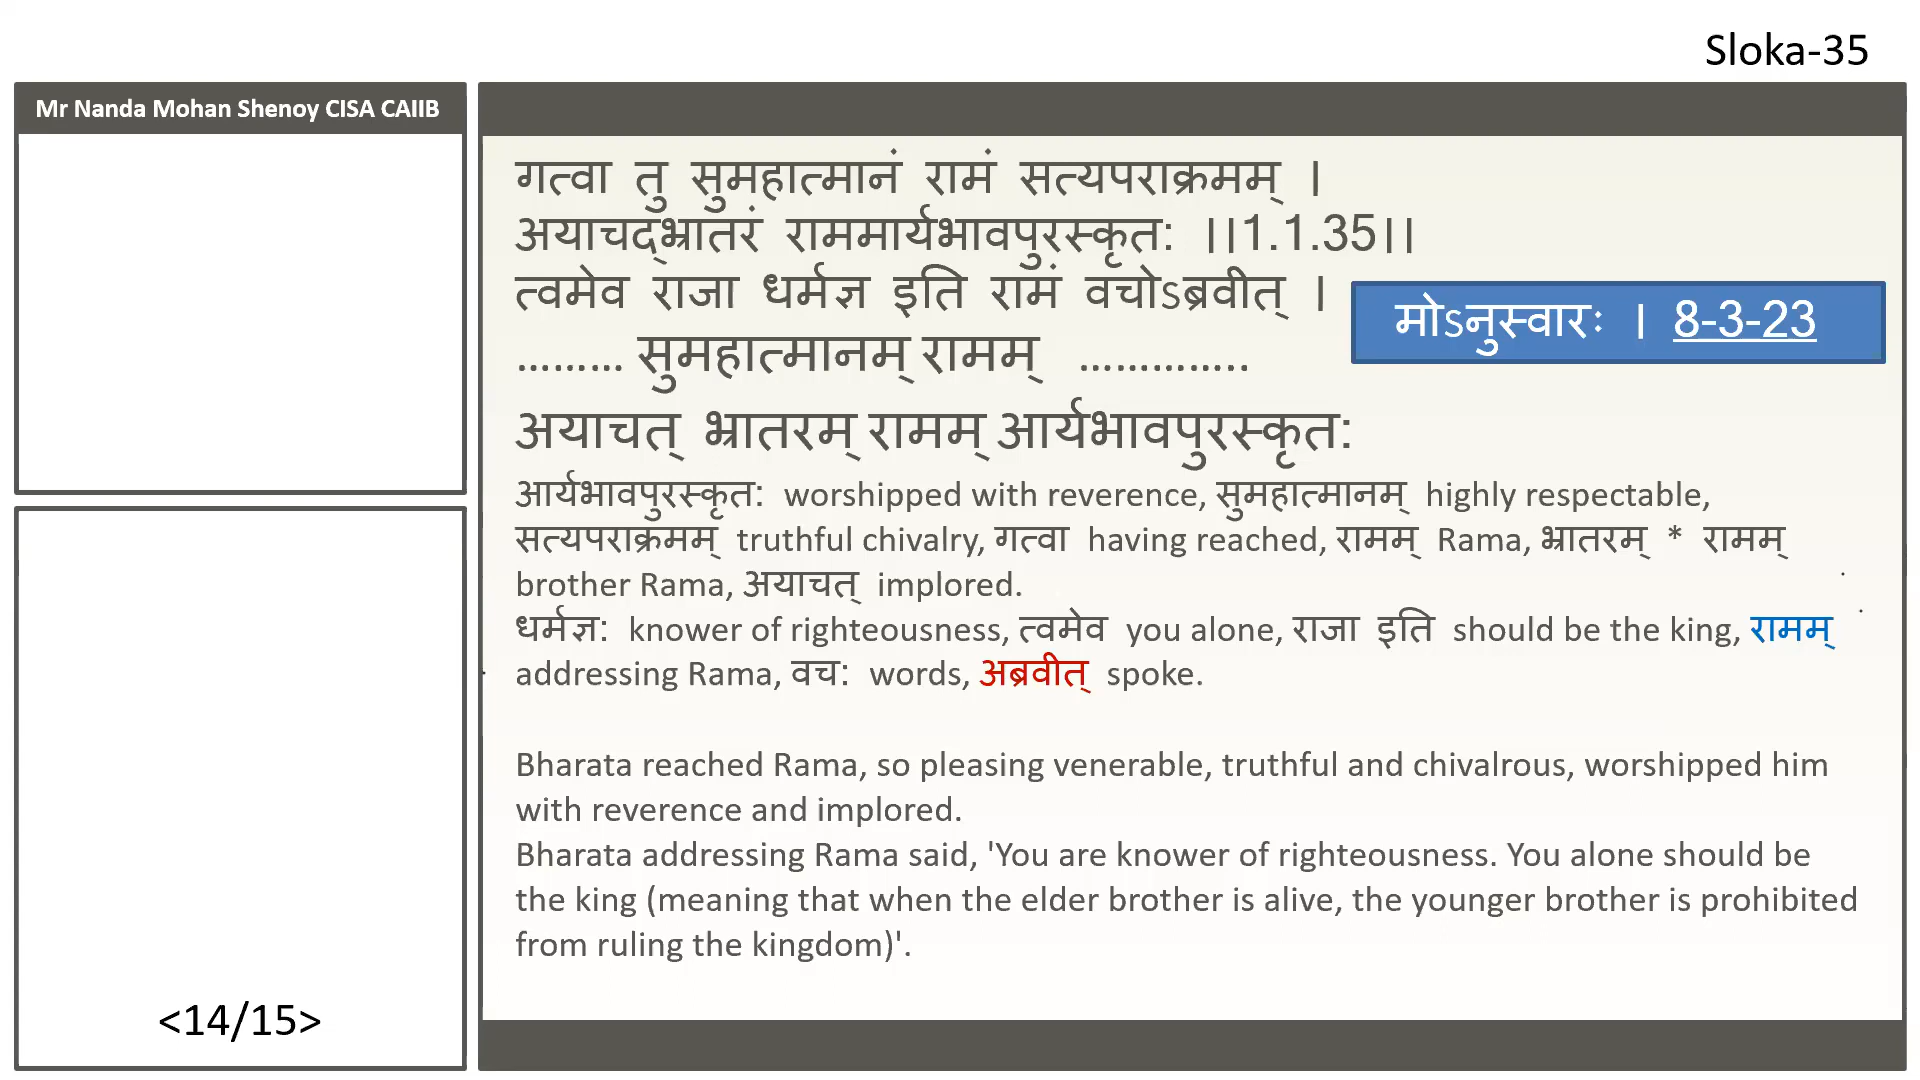 Sloka-35
Mr Nanda Mohan Shenoy CISA CAIIB
गत्वा तु सुमहात्मानं रामं सत्यपराक्रमम् ।
अयाचद्भ्रातरं राममार्यभावपुरस्कृत: ।।1.1.35।।
त्वमेव राजा धर्मज्ञ इति रामं वचोऽब्रवीत् ।
मोऽनुस्वारः । 8-3-23
......... सुमहात्मानम् रामम् ..............
अयाचत् भ्रातरम् रामम् आर्यभावपुरस्कृत:
आर्यभावपुरस्कृत: worshipped with reverence, सुमहात्मानम् highly respectable,
सत्यपराक्रमम् truthful chivalry, गत्वा having reached, रामम् Rama, भ्रातरम् * रामम्
brother Rama, अयाचत् implored.
धर्मज्ञ: knower of righteousness, त्वमेव you alone, राजा इति should be the king, रामम्
addressing Rama, वच: words, अब्रवीत् spoke.
Bharata reached Rama, so pleasing venerable, truthful and chivalrous, worshipped him
with reverence and implored.
Bharata addressing Rama said, 'You are knower of righteousness. You alone should be
the king (meaning that when the elder brother is alive, the younger brother is prohibited
from ruling the kingdom)'.
<14/15>